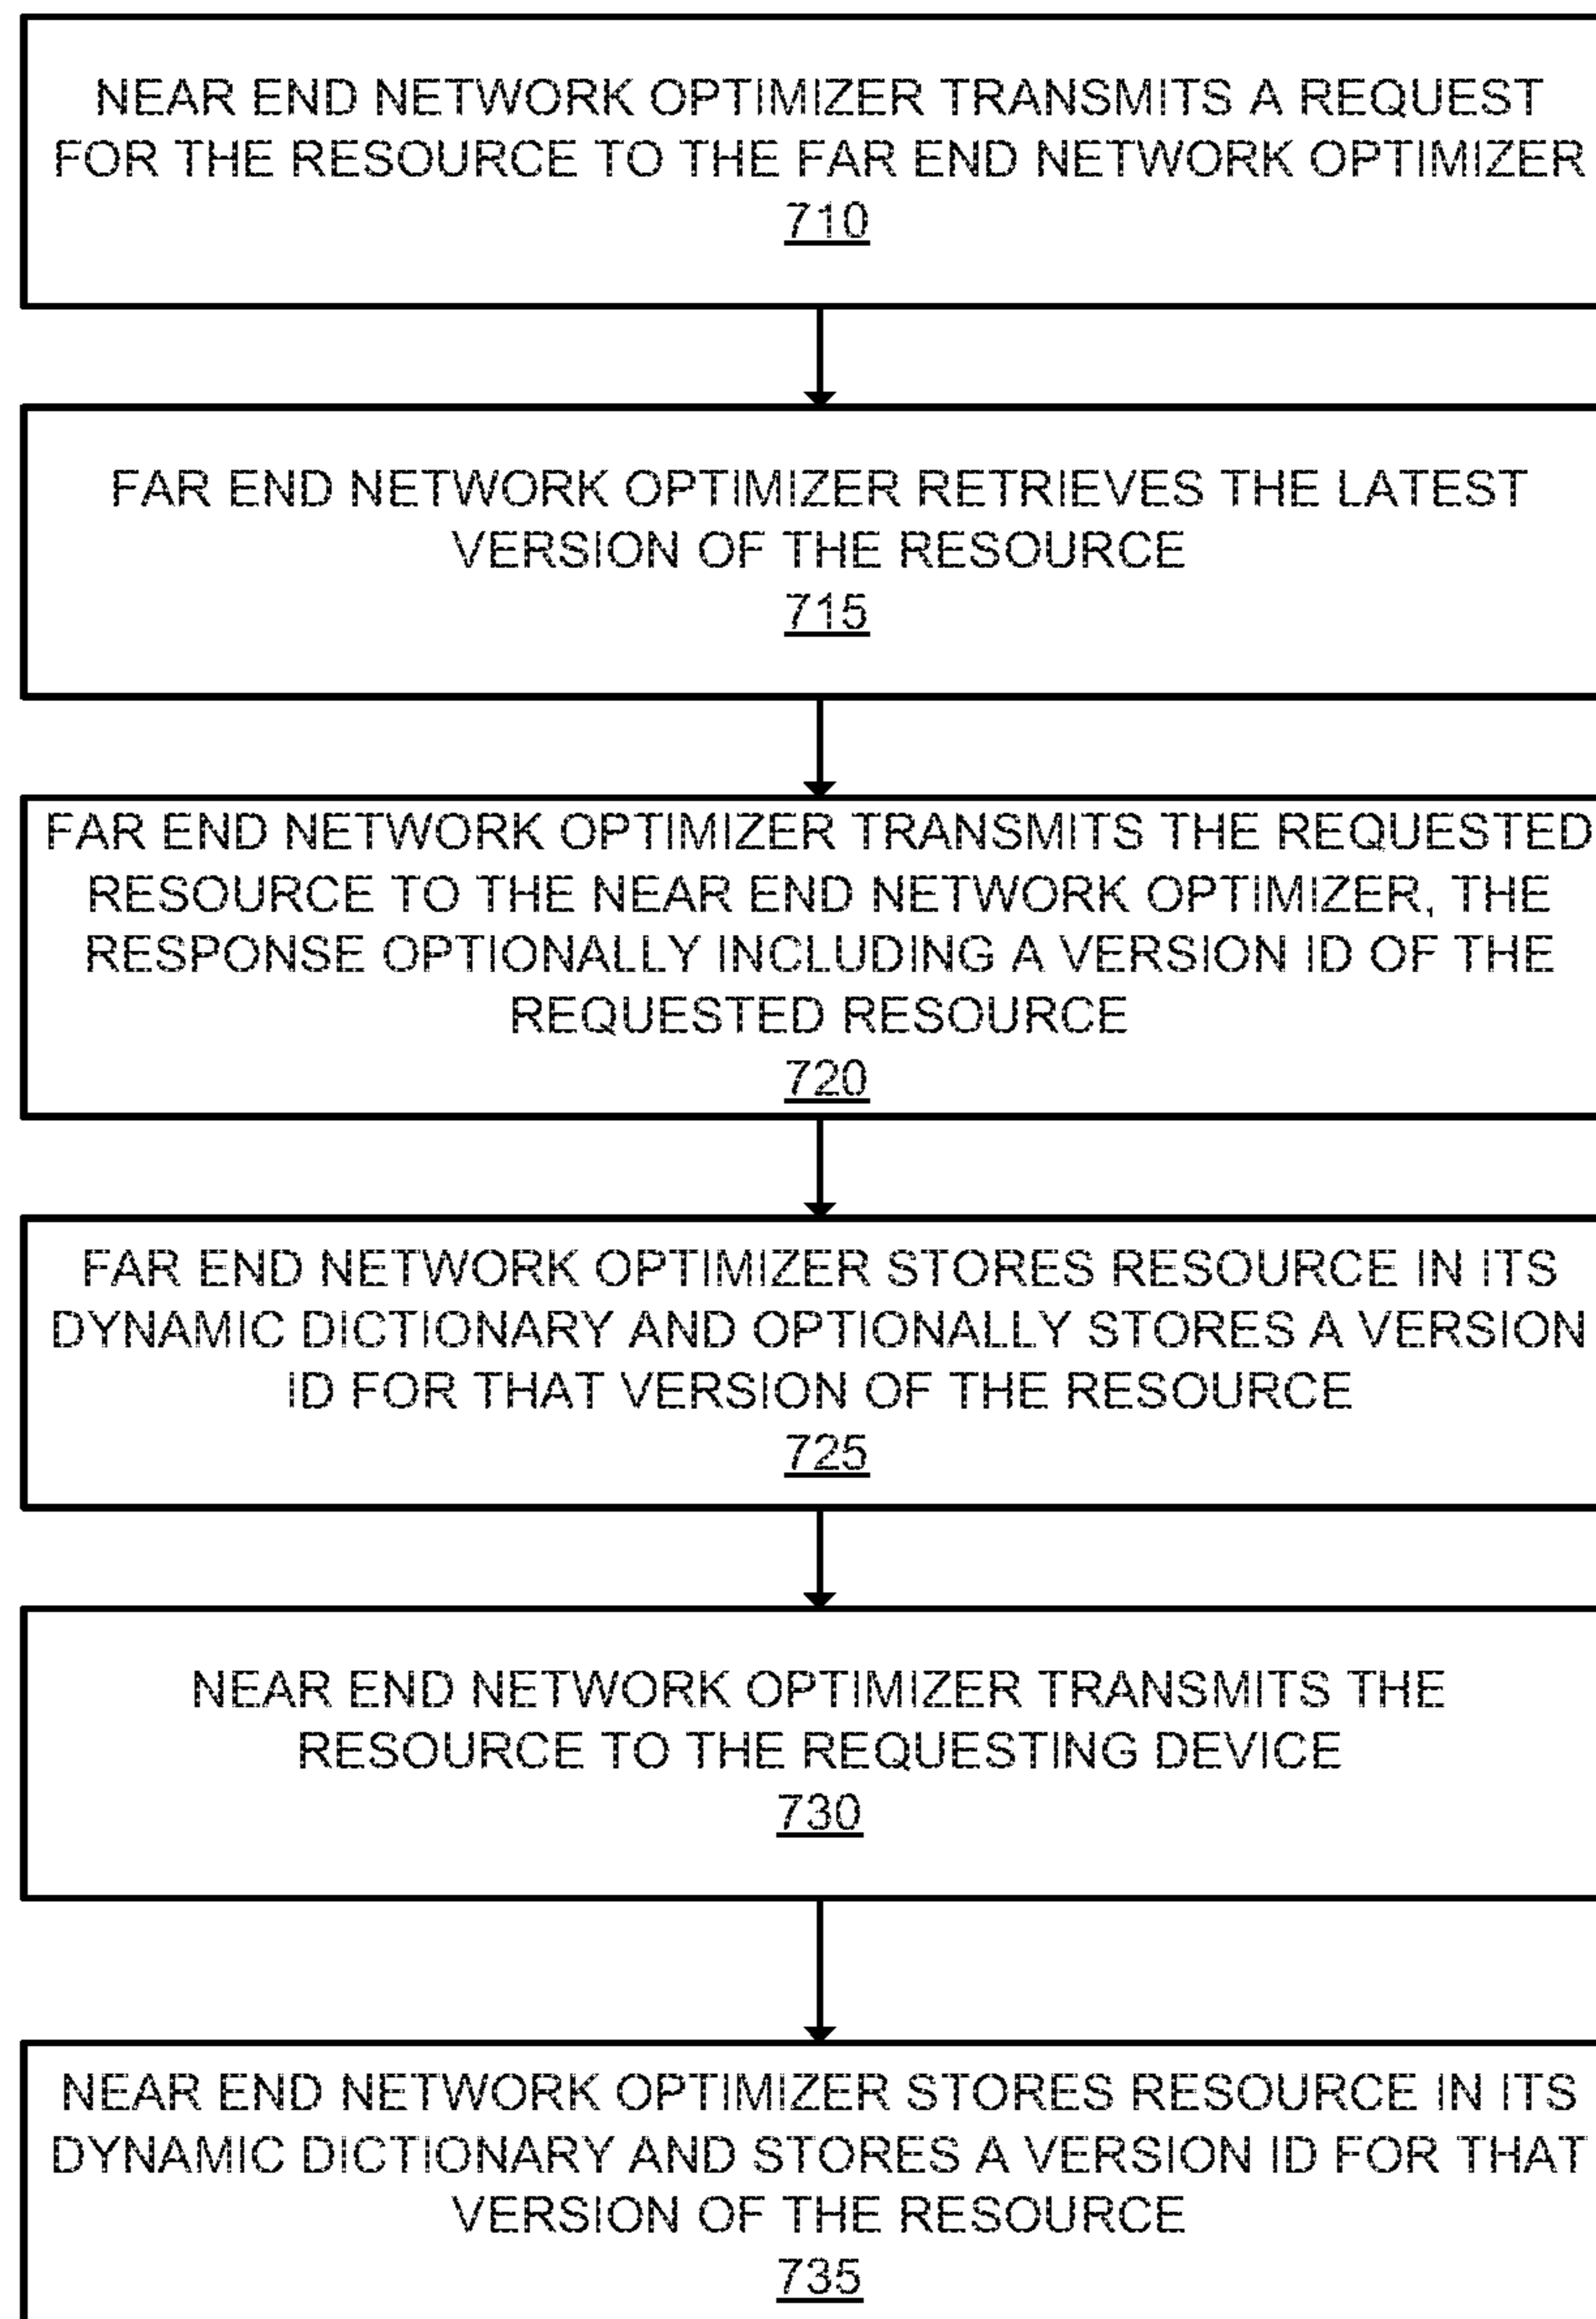 NEAR END NETWORK OPTIMIZER TRANSMITS A REQUEST
FOR THE RESOURCE TO THE FAR END NETWORK OPTIMIZER
710
FAR END NETWORK OPTIMIZER RETRIEVES THE LATEST
VERSION OF THE RESOURCE
715
FAR END NETWORK OPTIMIZER TRANSMITS THE REQUESTED
RESOURCE TO THE NEAR END NETWORK OPTIMIZER, THE
RESPONSE OPTIONALLY INCLUDING A VERSION ID OF THE
REQUESTED RESOURCE
720
FAR END NETWORK OPTIMIZER STORES RESOURCE IN ITS
DYNAMIC DICTIONARY AND OPTIONALLY STORES A VERSION
ID FOR THAT VERSION OF THE RESOURCE
725
NEAR END NETWORK OPTIMIZER TRANSMITS THE
RESOURCE TO THE REQUESTING DEVICE
730
NEAR END NETWORK OPTIMIZER STORES RESOURCE IN ITS
DYNAMIC DICTIONARY AND STORES A VERSION ID FOR THAT
VERSION OF THE RESOURCE
735